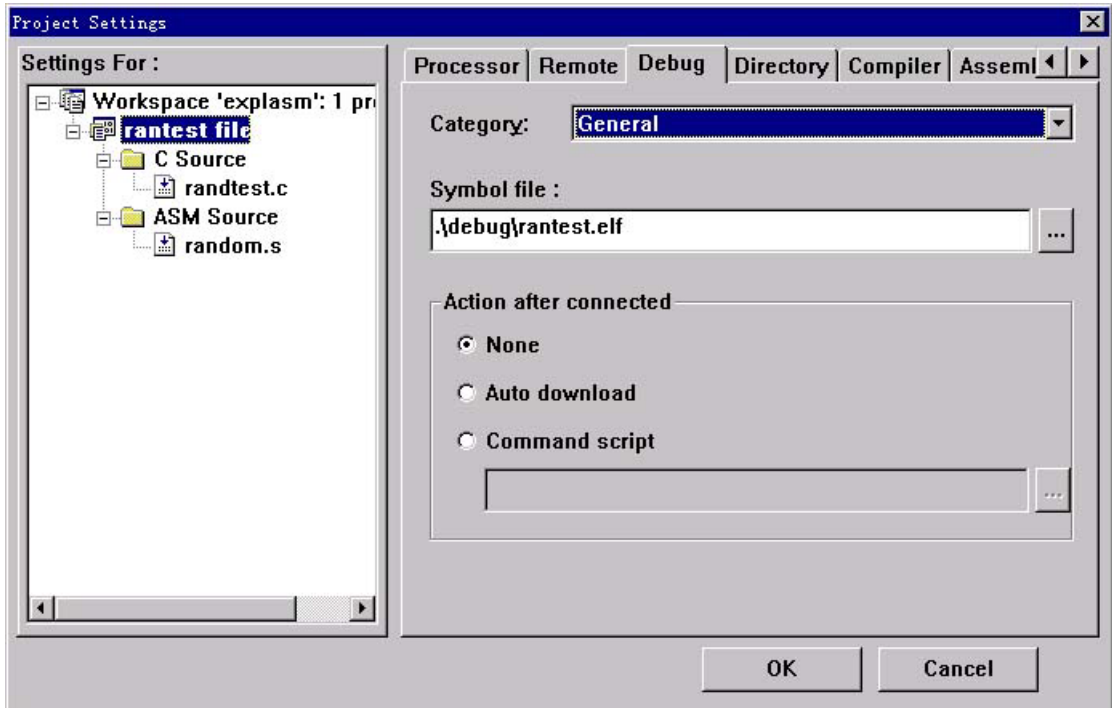 Project Settings
Settings For :
Workspace 'explasm': 1 pr
rantest file
C Source
randtest.c
ASM Source
random.s
Processor Remote Debug Directory Compiler Asseml
Category: General
Symbol file :
.\debug\rantest.elf
...
Action after connected
None
Auto download
Command script
...
OK Cancel